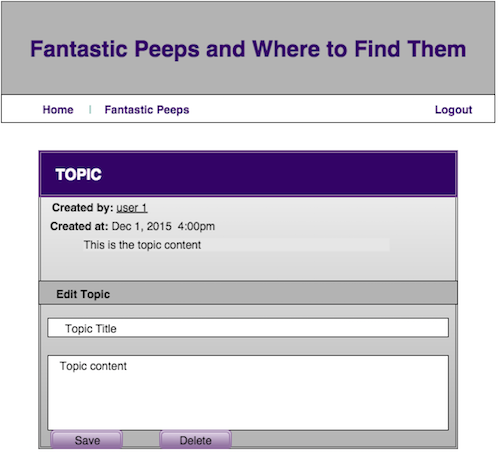 Fantastic Peeps and Where to Find Them
Home | Fantastic Peeps Logout
TOPIC
Created by: user 1
Created at: Dec 1, 2015 4:00pm
This is the topic content
Edit Topic
Topic Title
Topic content
Save Delete